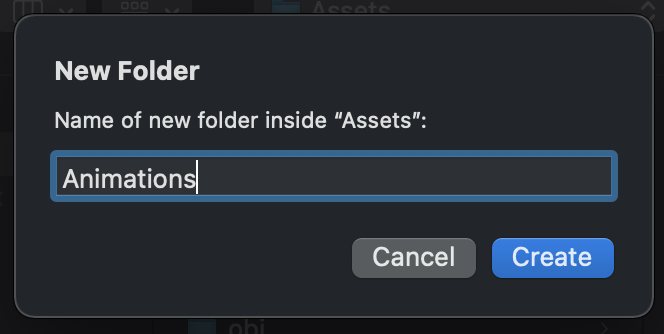 Assets
New Folder
Name of new folder inside “Assets”:
Animations
Cancel
Create
obj